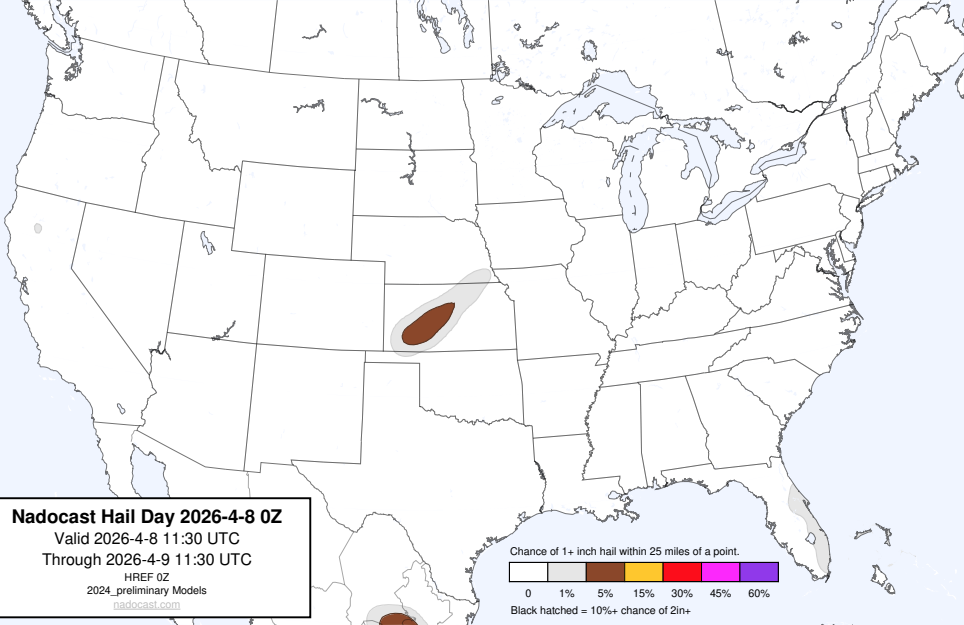 Nadocast Hail Day 2026-4-8 0Z
Valid 2026-4-8 11:30 UTC
Through 2026-4-9 11:30 UTC
HREF 0Z
2024_preliminary Models
nadocast.com
Chance of 1+ inch hail within 25 miles of a point.
0 1% 5% 15% 30% 45% 60%
Black hatched = 10%+ chance of 2in+